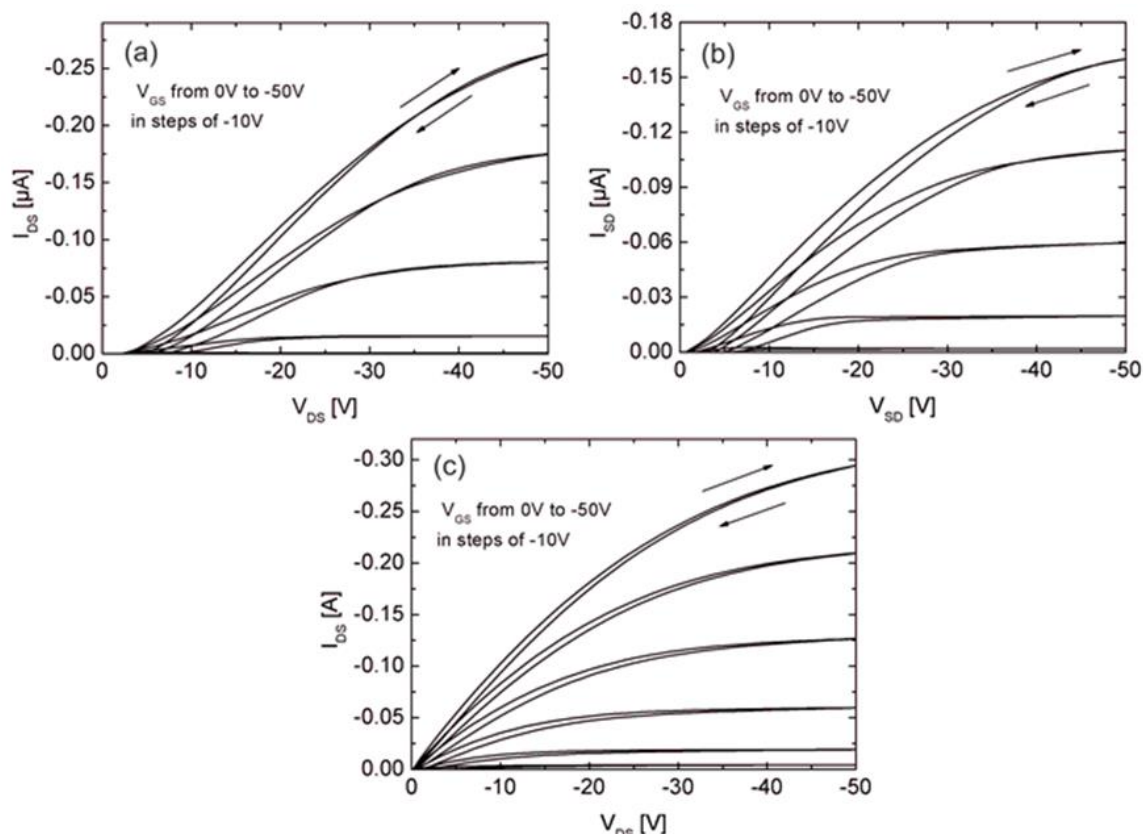 (a)
V_GS from 0V to -50V
in steps of -10V
I_DS [µA]
-0.25
-0.20
-0.15
-0.10
-0.05
0.00
0 -10 -20 -30 -40 -50
V_DS [V]
(b)
V_GS from 0V to -50V
in steps of -10V
I_SD [µA]
-0.18
-0.15
-0.12
-0.09
-0.06
-0.03
0.00
0 -10 -20 -30 -40 -50
V_SD [V]
(c)
V_GS from 0V to -50V
in steps of -10V
I_DS [A]
-0.30
-0.25
-0.20
-0.15
-0.10
-0.05
0.00
0 -10 -20 -30 -40 -50
V_DS [V]